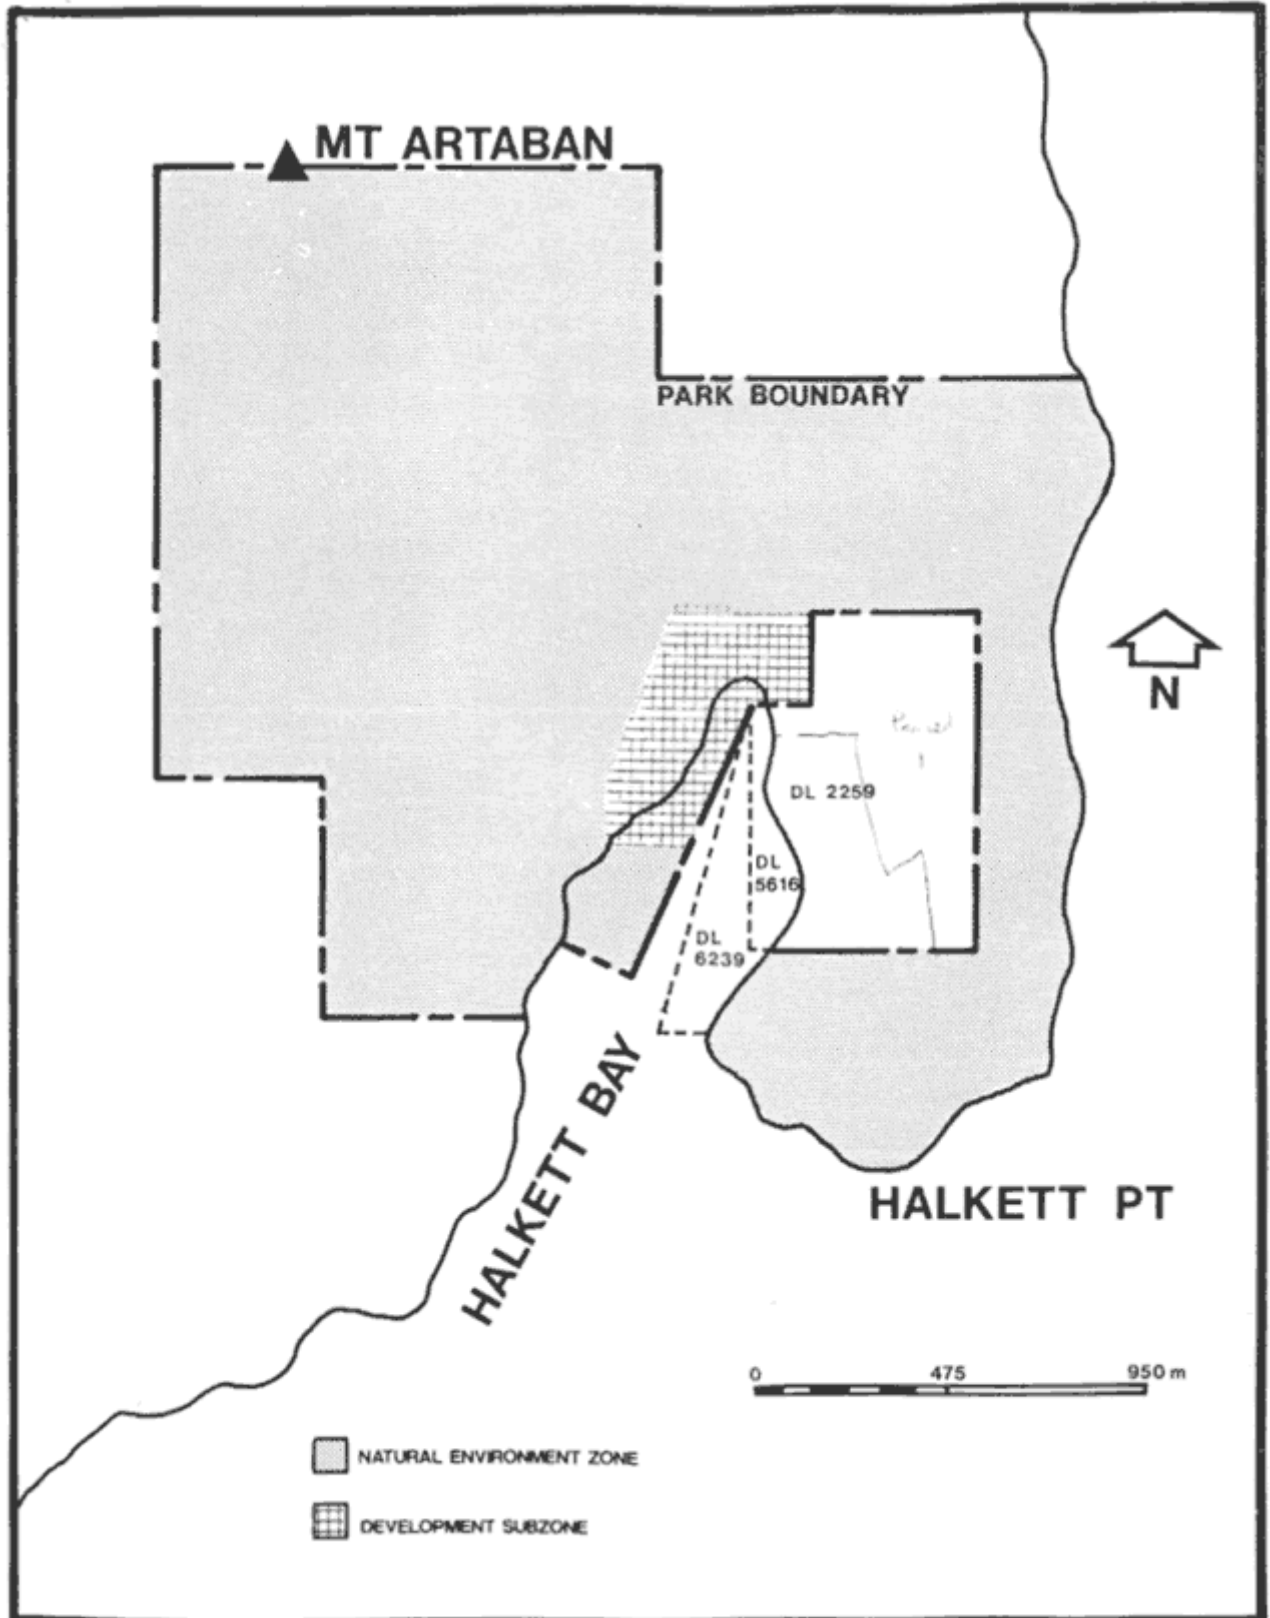 MT ARTABAN
PARK BOUNDARY
N
DL 2259
DL
5616
DL
6239
HALKETT BAY
HALKETT PT
0 475 950 m
NATURAL ENVIRONMENT ZONE
DEVELOPMENT SUBZONE